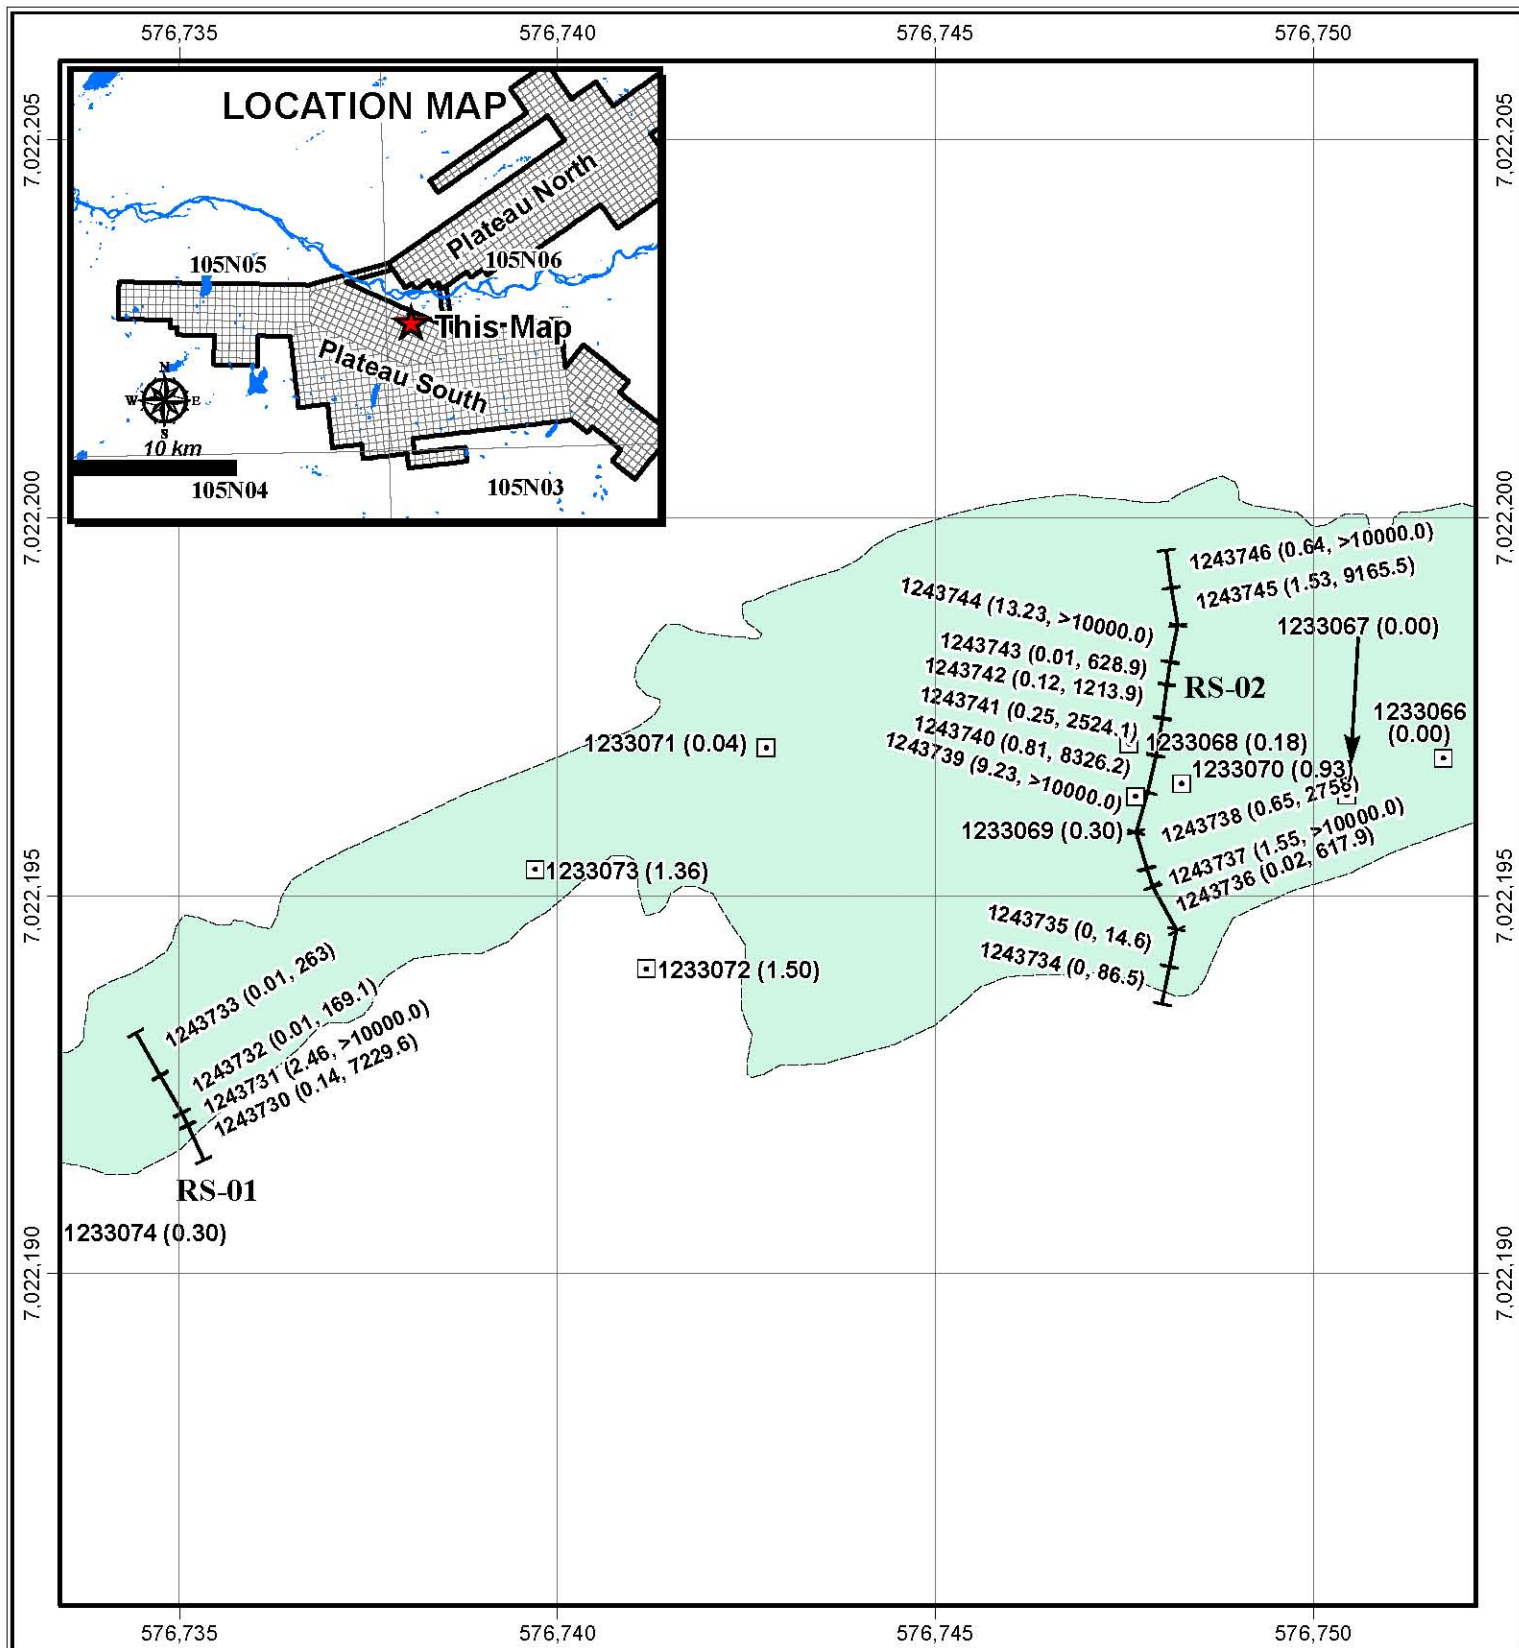 576,735
576,740
576,745
576,750
7,022,205
7,022,205
LOCATION MAP
Plateau North
105N05
105N06
This Map
Plateau South
N
W
E
S
10 km
105N04
105N03
7,022,200
7,022,200
1243746 (0.64, >10000.0)
1243745 (1.53, 9165.5)
1243744 (13.23, >10000.0)
1233067 (0.00)
1243743 (0.01, 628.9)
1243742 (0.12, 1213.9)
RS-02
1243741 (0.25, 2524.1)
1233066
(0.00)
1243740 (0.81, 8326.2)
1233071 (0.04)
1233068 (0.18)
1243739 (9.23, >10000.0)
1233070 (0.93)
1243738 (0.65, 2758)
1233069 (0.30)
1243737 (1.55, >10000.0)
1243736 (0.02, 617.9)
1233073 (1.36)
7,022,195
7,022,195
1243735 (0, 14.6)
1243734 (0, 86.5)
1233072 (1.50)
1243733 (0.01, 263)
1243732 (0.01, 169.1)
1243731 (2.46, >10000.0)
1243730 (0.14, 7229.6)
RS-01
1233074 (0.30)
7,022,190
7,022,190
576,735
576,740
576,745
576,750